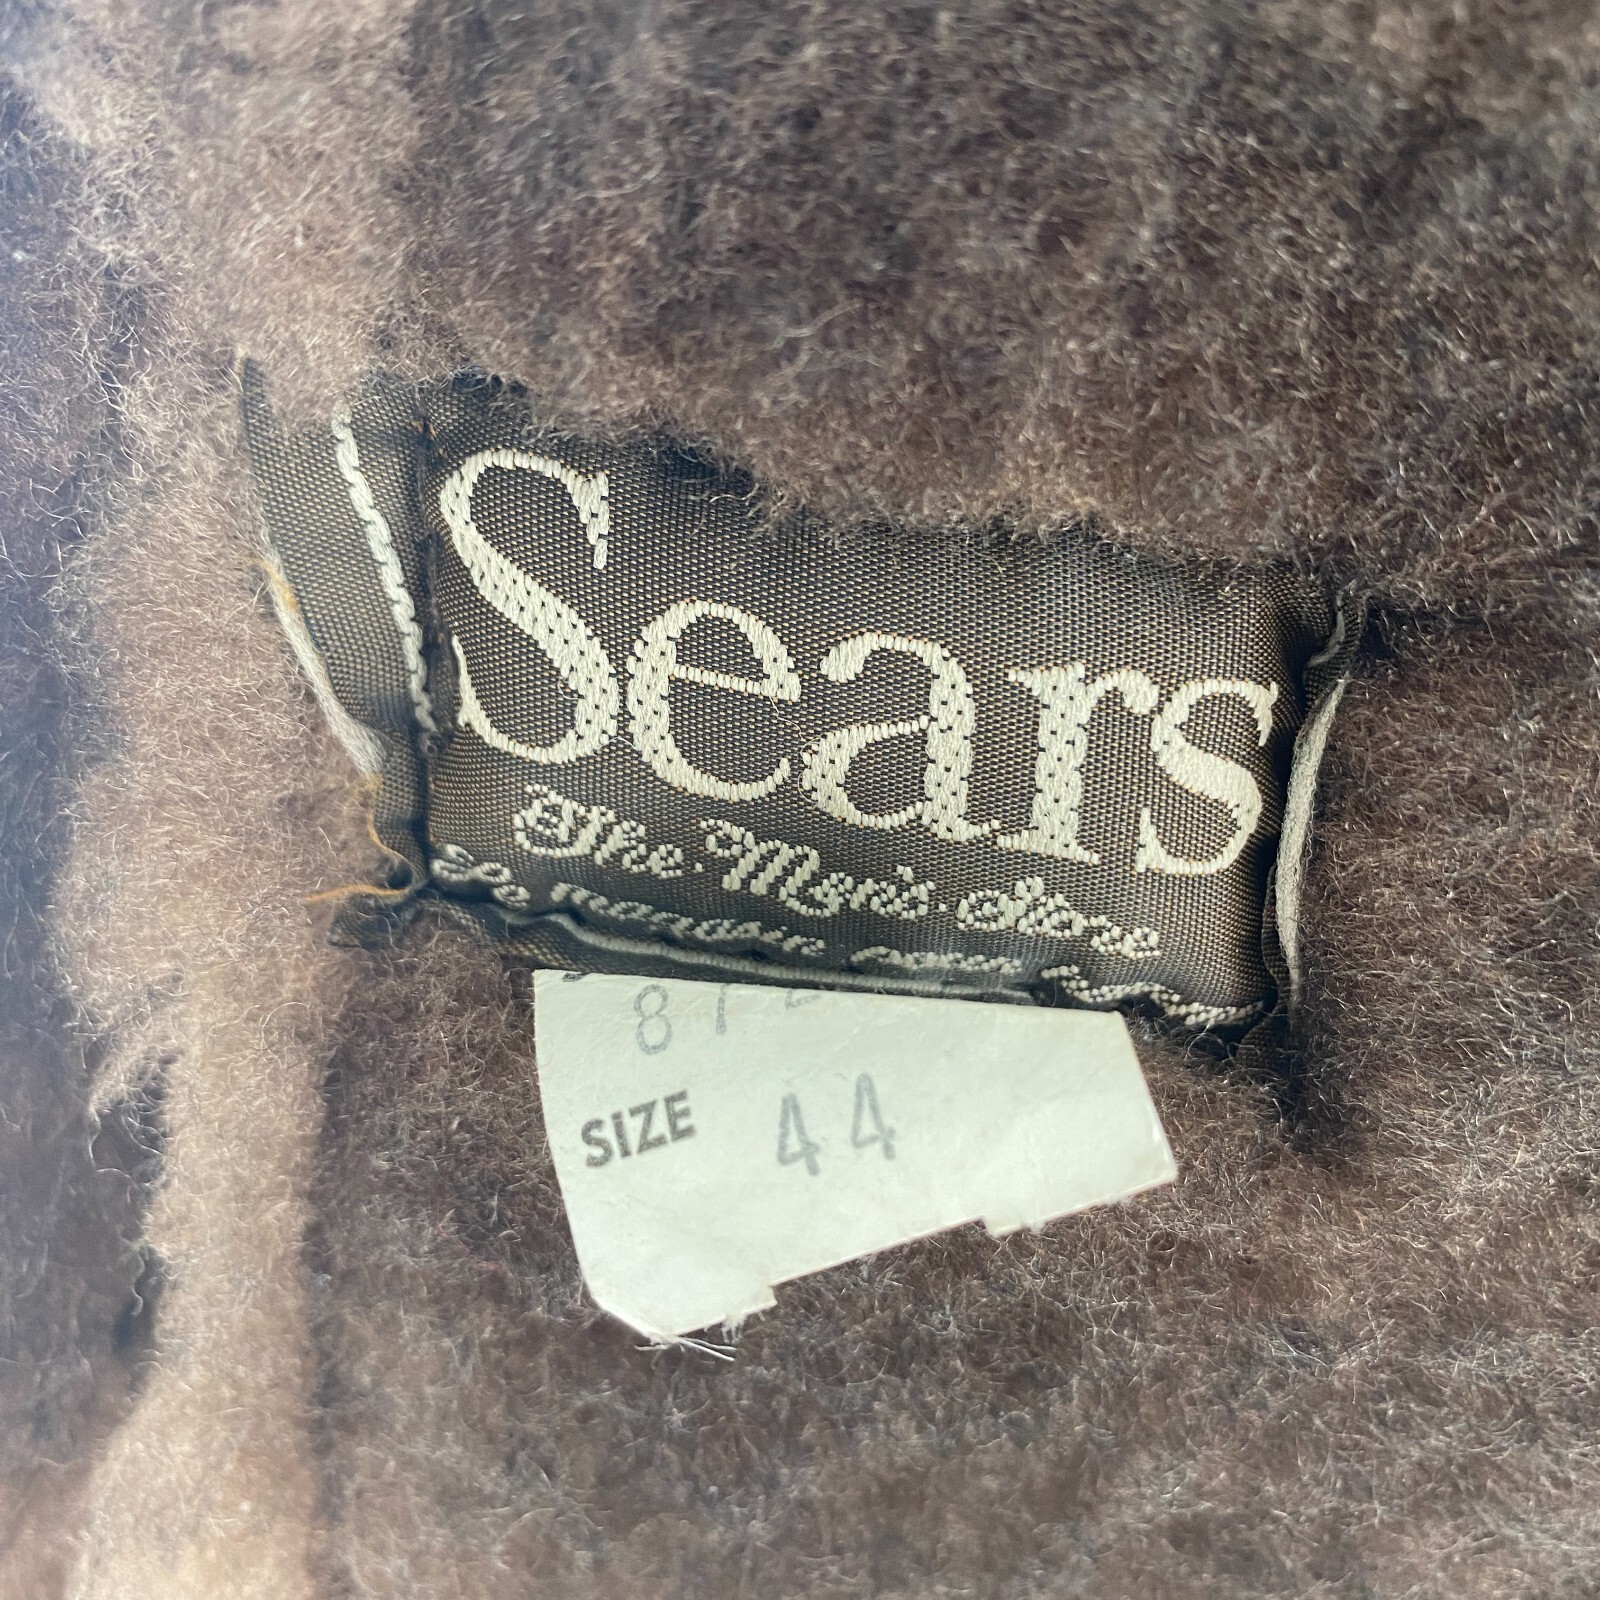 Sears
The Men's Store
SIZE 44